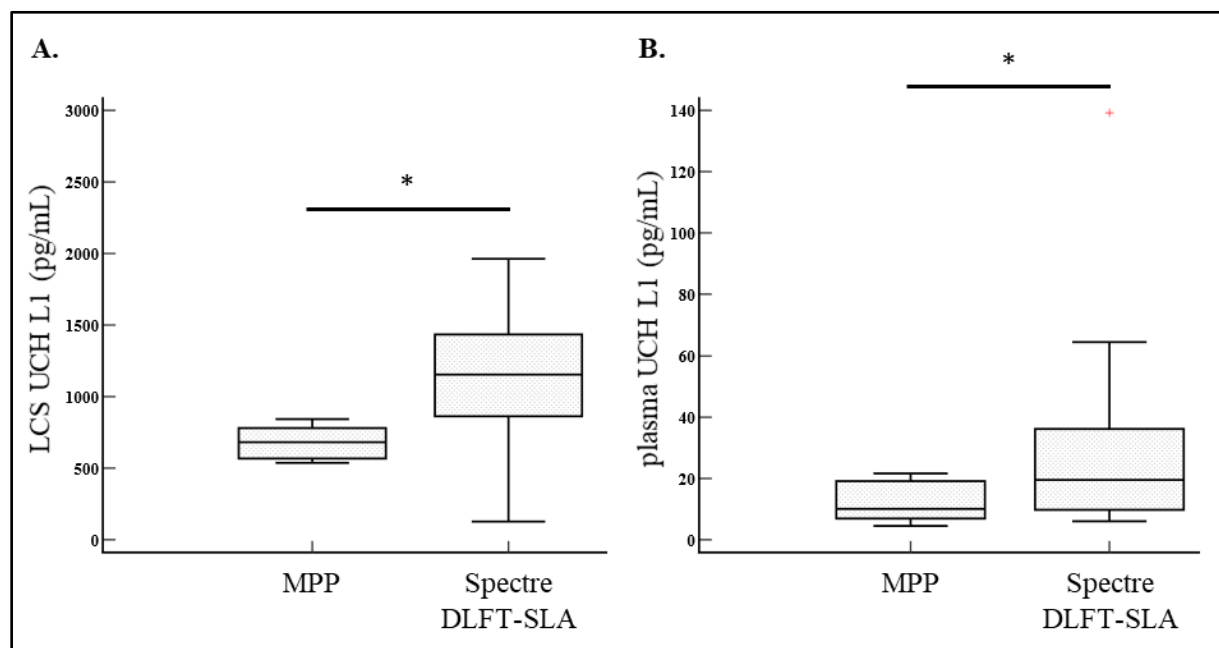 A.
*
3000
2500
2000
1500
1000
500
0
LCS UCH L1 (pg/mL)
MPP
Spectre
DLFT-SLA
B.
*
140
120
100
80
60
40
20
0
plasma UCH L1 (pg/mL)
MPP
Spectre
DLFT-SLA